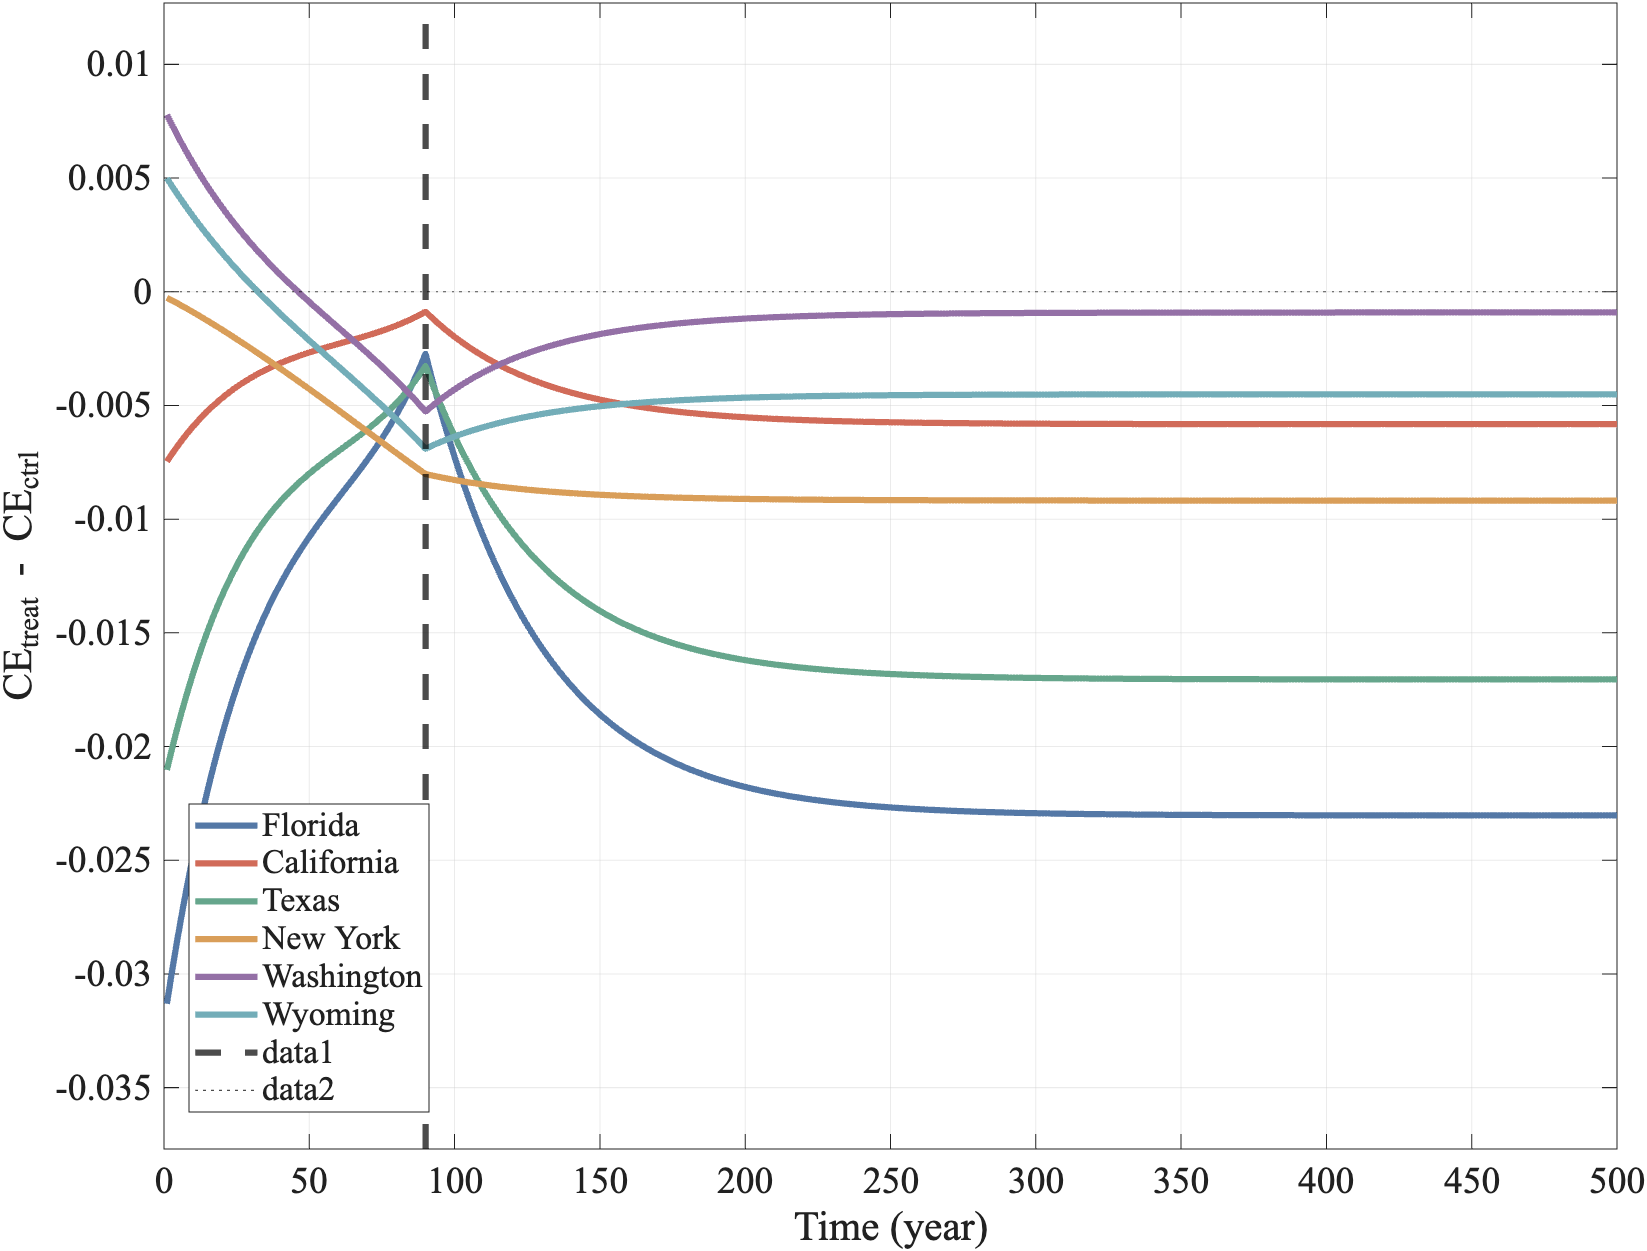 0.01
0.005
0
-0.005
-0.01
-0.015
-0.02
-0.025
-0.03
-0.035
CEtreat - CEctrl
Florida
California
Texas
New York
Washington
Wyoming
data1
data2
0 50 100 150 200 250 300 350 400 450 500
Time (year)